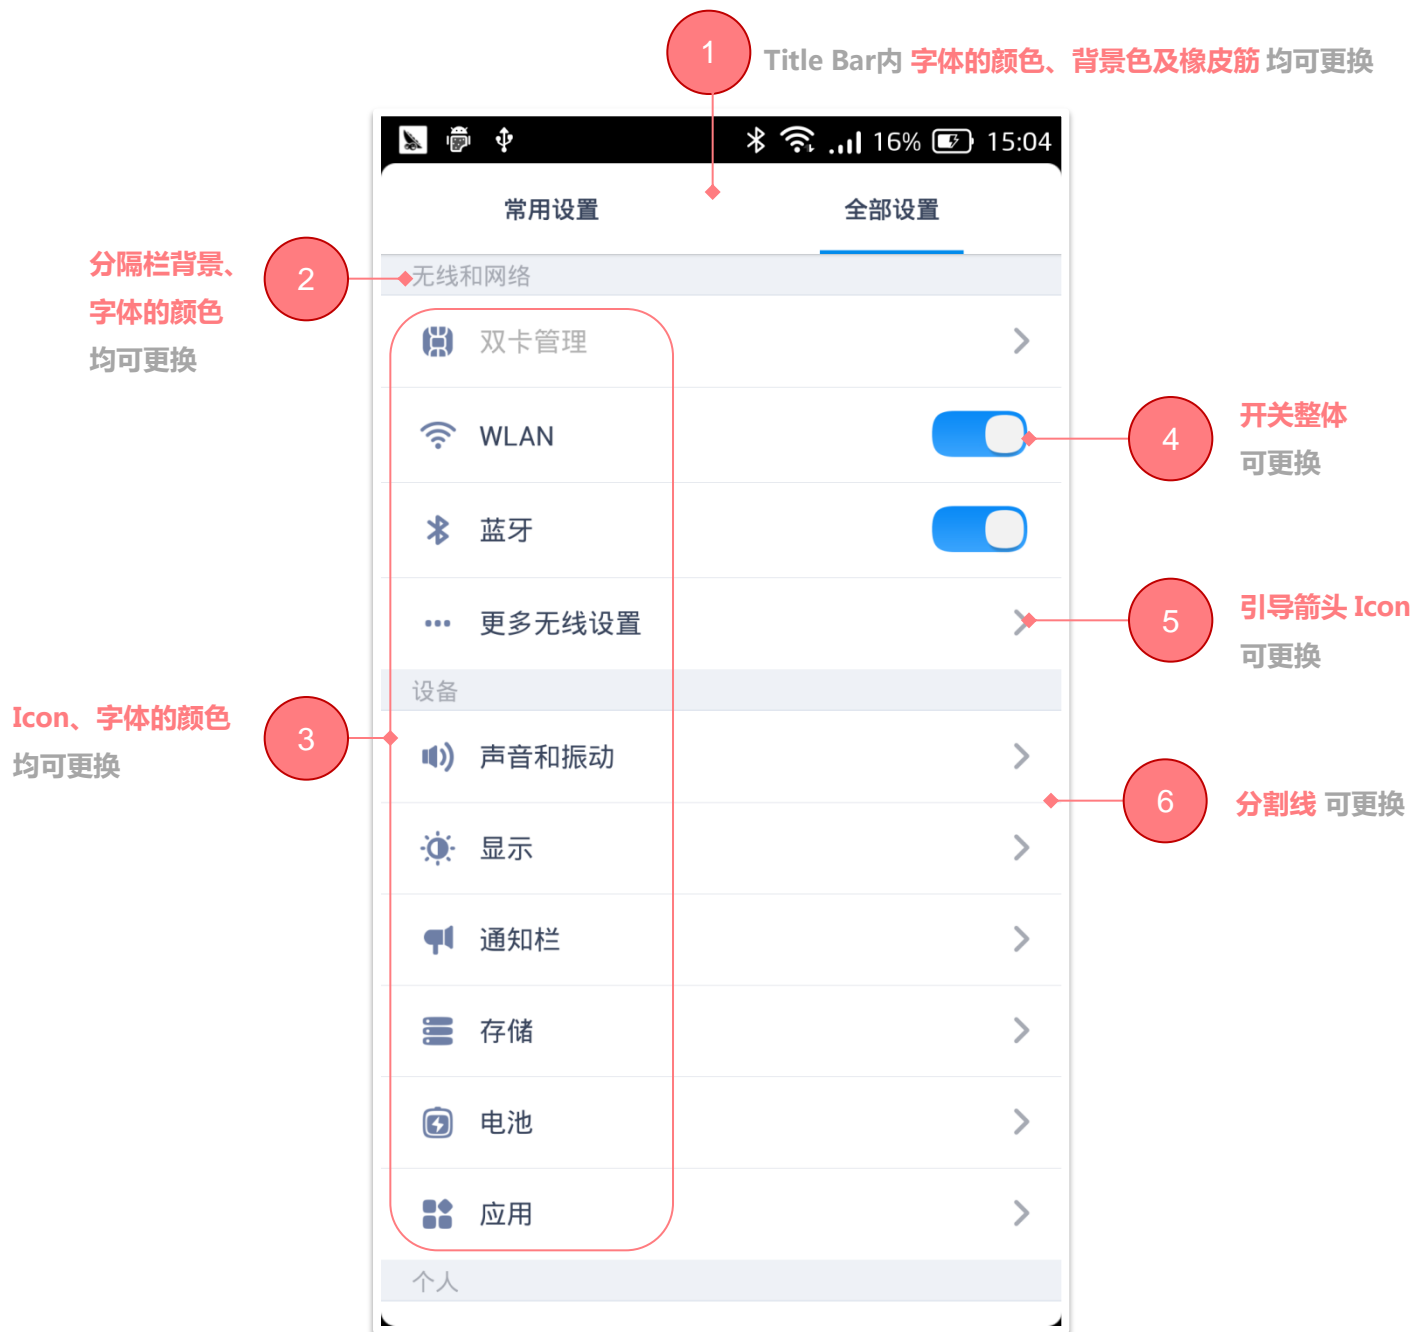 1
Title Bar内 字体的颜色、背景色及橡皮筋 均可更换
16% 15:04
常用设置 全部设置
分隔栏背景、
字体的颜色
均可更换
2
无线和网络
双卡管理
WLAN
4
开关整体
可更换
蓝牙
更多无线设置
5
引导箭头 Icon
可更换
设备
Icon、字体的颜色
均可更换
3
声音和振动
6
分割线 可更换
显示
通知栏
存储
电池
应用
个人